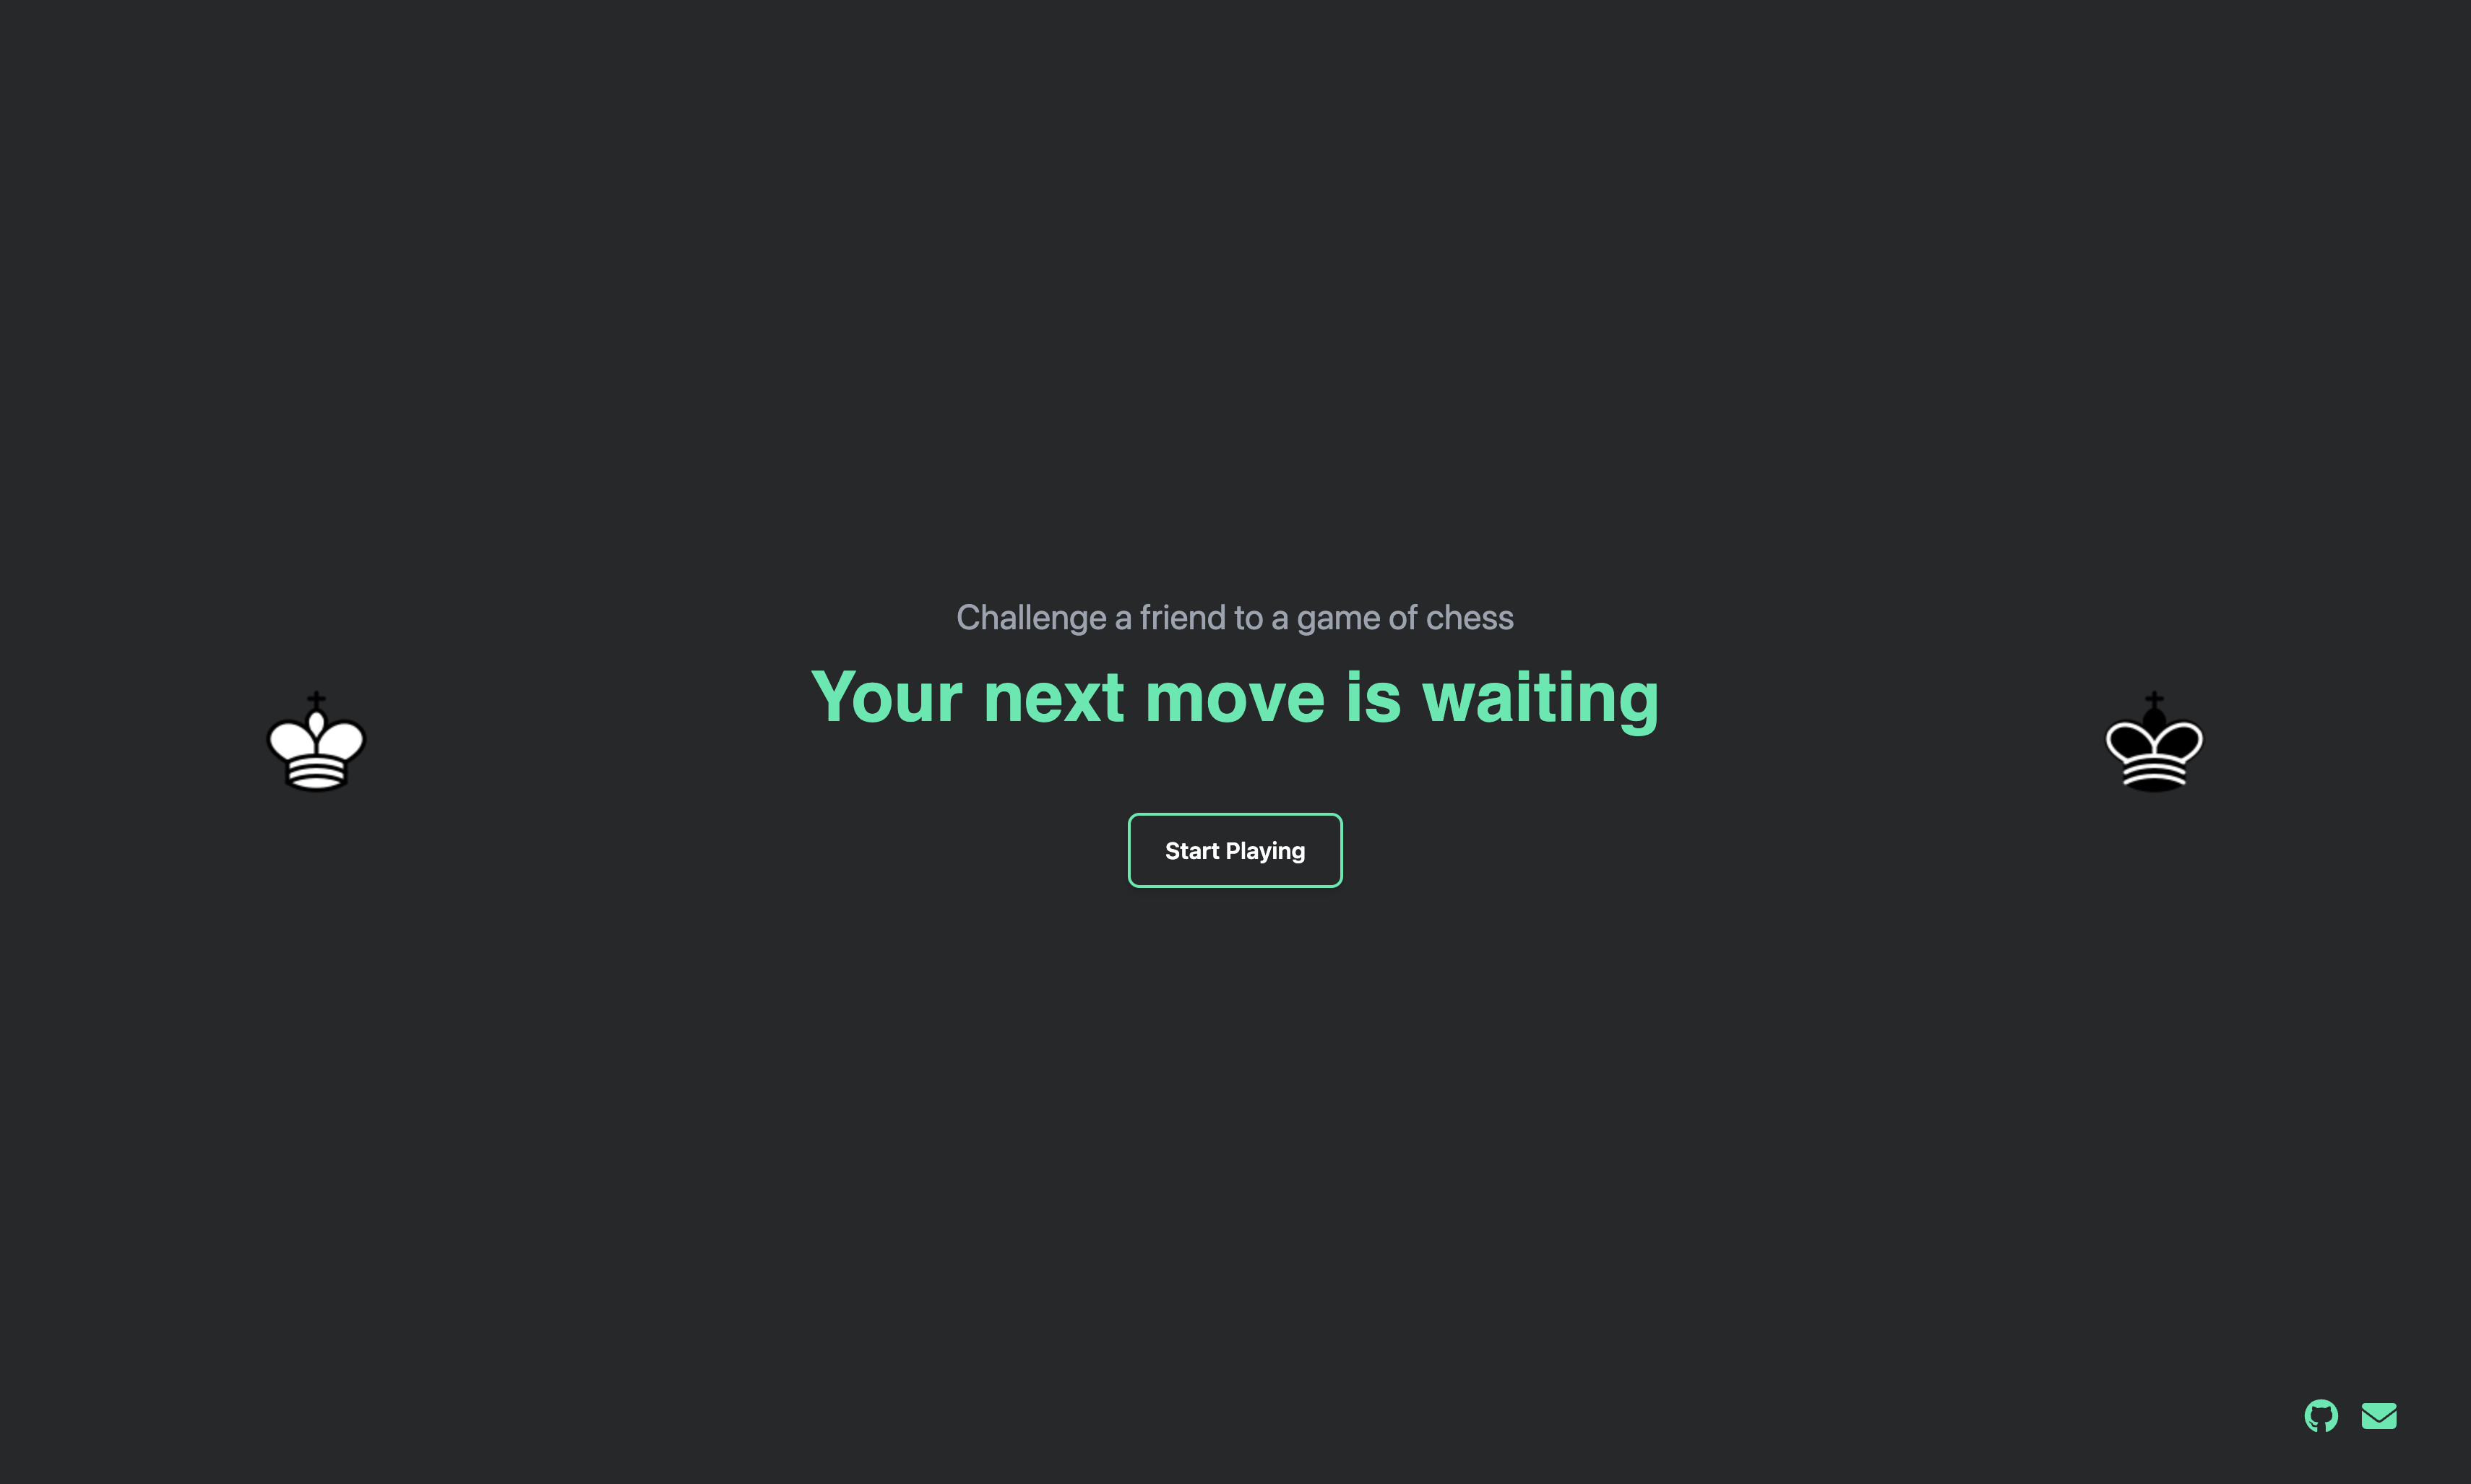 Challenge a friend to a game of chess
Your next move is waiting
Start Playing